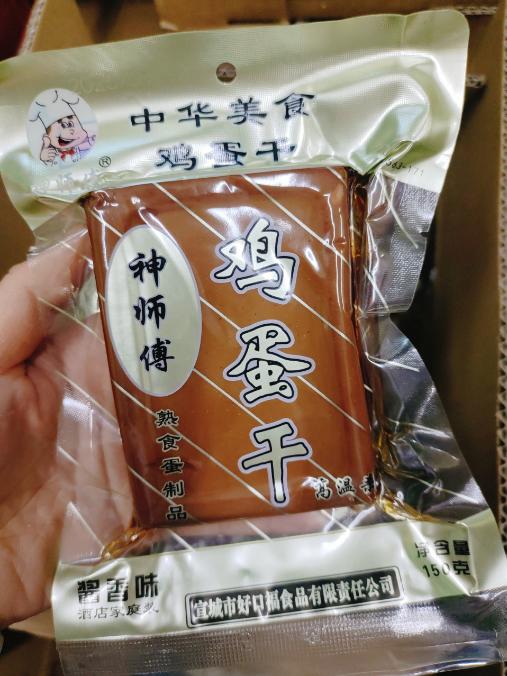 中华美食
®
鸡蛋干
神师傅
鸡蛋干
熟食蛋制品
高温
酱香味
酒店家庭
净含量
150克
宣城市好口福食品有限责任公司